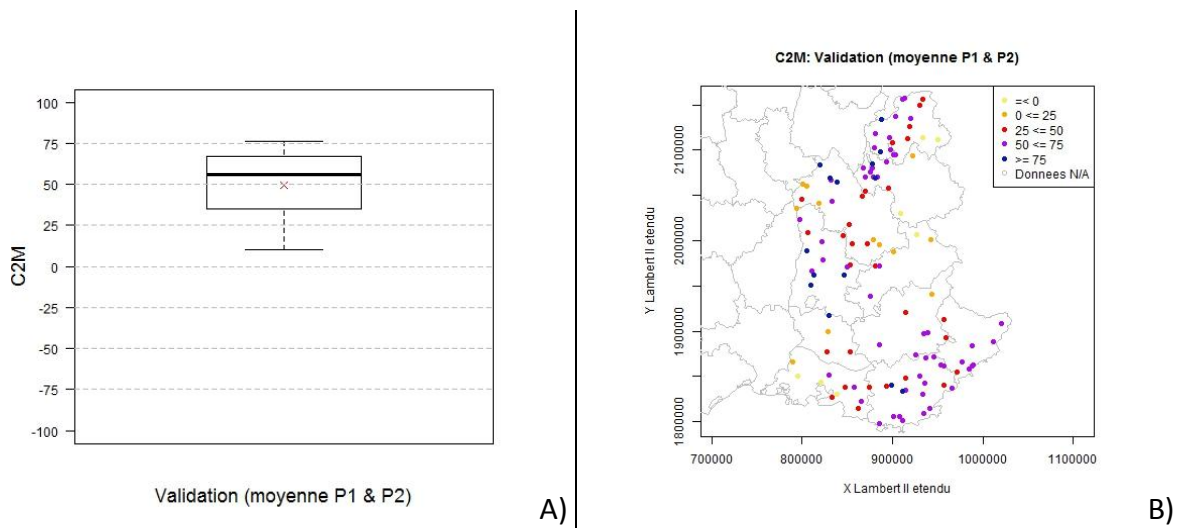 C2M
100
75
50
25
0
-25
-50
-75
-100
Validation (moyenne P1 & P2)
A)
C2M: Validation (moyenne P1 & P2)
=< 0
0 <= 25
25 <= 50
50 <= 75
>= 75
Donnees N/A
Y Lambert II etendu
2100000
2000000
1900000
1800000
700000
800000
900000
1000000
1100000
X Lambert II etendu
B)